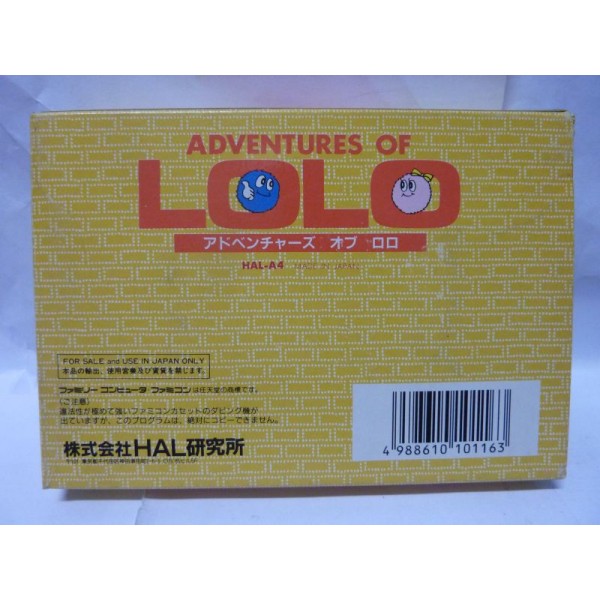 ADVENTURES OF
LOLO
アドベンチャーズ オブ ロロ
HAL-A4 MADE IN JAPAN
FOR SALE and USE IN JAPAN ONLY
本品の輸出、使用営業及び賃貸を禁じます。
ファミリーコンピュータ・ファミコンは任天堂の商標です。
〈ご注意〉
違法性が極めて強いファミコンカセットのダビング機が
出ていますが、このプログラムは、絶対にコピーできません。
株式会社HAL研究所
4 988610 101163